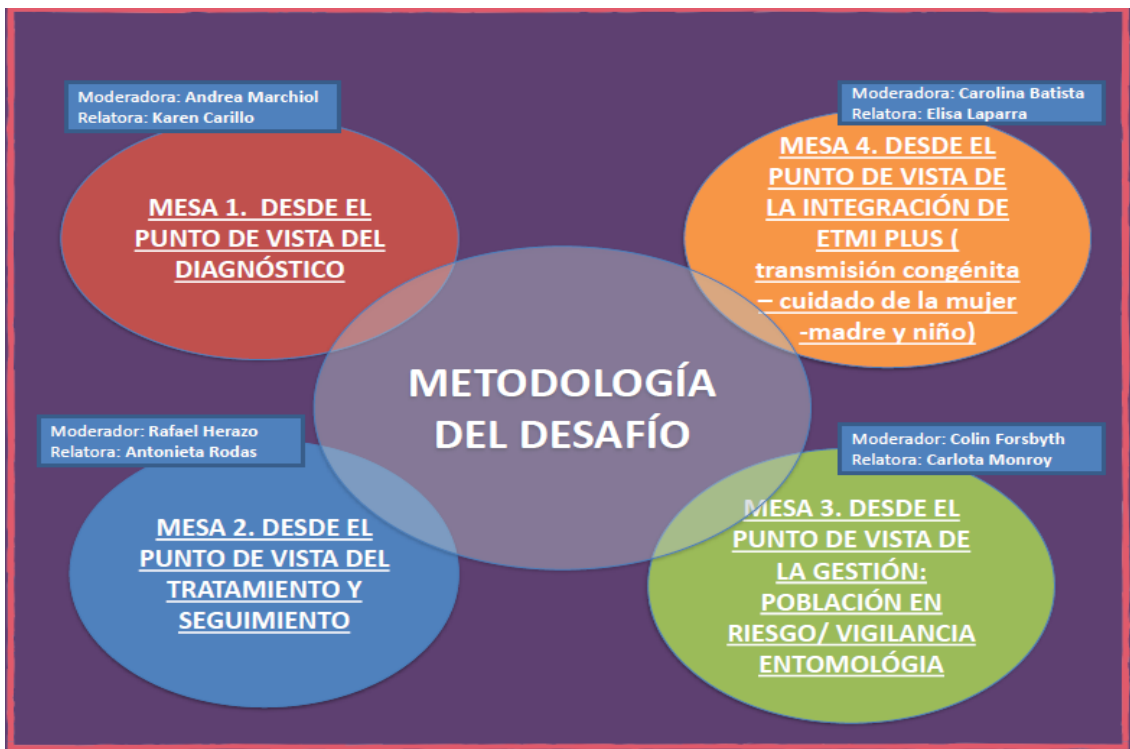 Moderadora: Andrea Marchiol
Relatora: Karen Carillo
MESA 1. DESDE EL
PUNTO DE VISTA DEL
DIAGNÓSTICO
Moderadora: Carolina Batista
Relatora: Elisa Laparra
MESA 4. DESDE EL
PUNTO DE VISTA DE
LA INTEGRACIÓN DE
ETMI PLUS (
transmisión congénita
– cuidado de la mujer
-madre y niño)
METODOLOGÍA
DEL DESAFÍO
Moderador: Rafael Herazo
Relatora: Antonieta Rodas
MESA 2. DESDE EL
PUNTO DE VISTA DEL
TRATAMIENTO Y
SEGUIMIENTO
Moderador: Colin Forsbyth
Relatora: Carlota Monroy
MESA 3. DESDE EL
PUNTO DE VISTA DE
LA GESTIÓN:
POBLACIÓN EN
RIESGO/ VIGILANCIA
ENTOMOLÓGIA